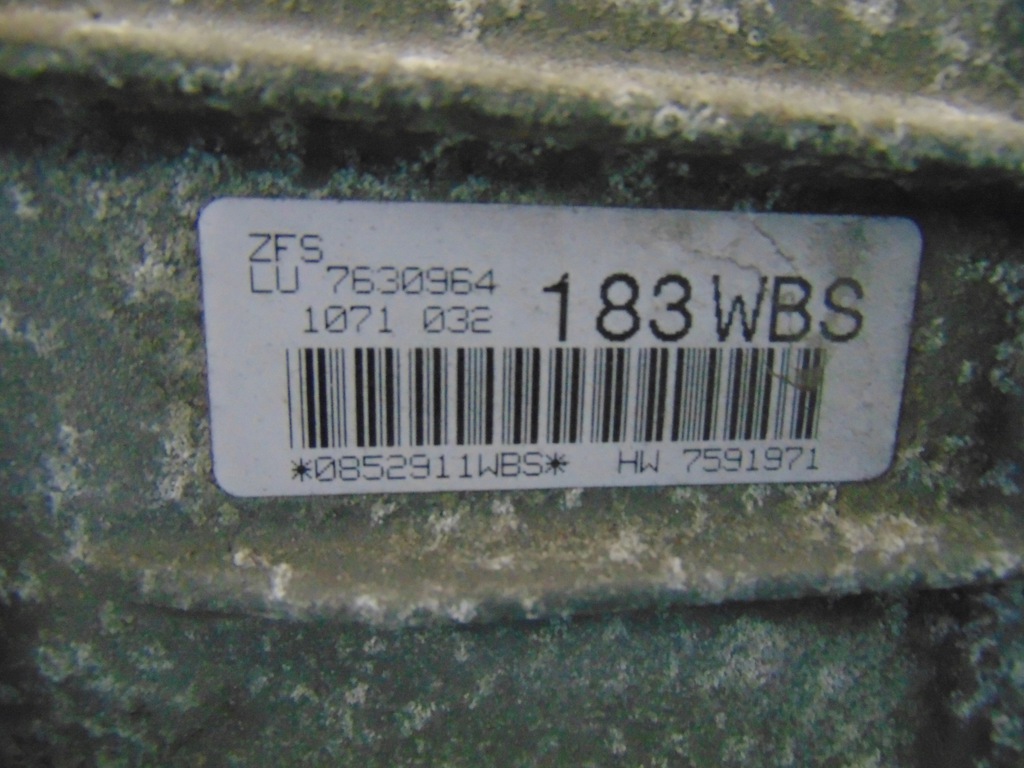 ZFS
LU 7630964
1071 032
183 WBS
*0852911WBS* HW 7591971